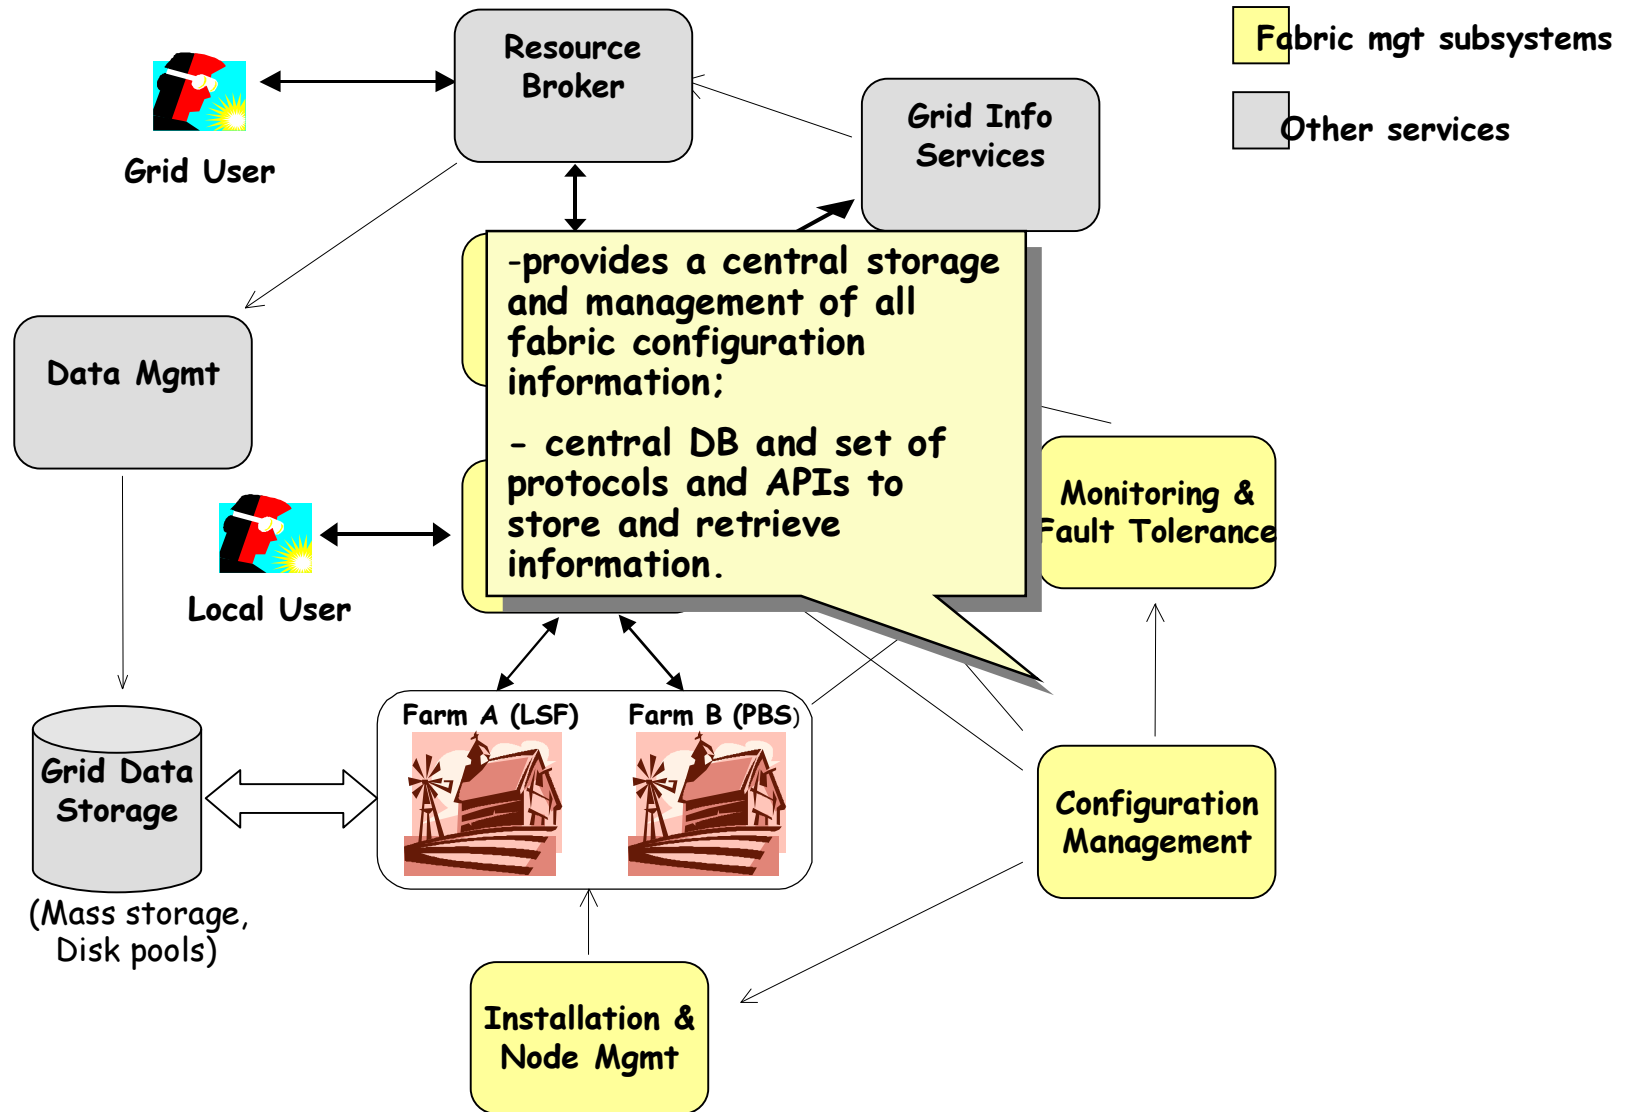 Resource
Broker
Fabric mgt subsystems
Grid Info
Services
Other services
Grid User
-provides a central storage
and management of all
fabric configuration
information;
- central DB and set of
protocols and APIs to
store and retrieve
information.
Data Mgmt
Monitoring &
Fault Tolerance
Local User
Farm A (LSF)
Farm B (PBS)
Grid Data
Storage
Configuration
Management
(Mass storage,
Disk pools)
Installation &
Node Mgmt